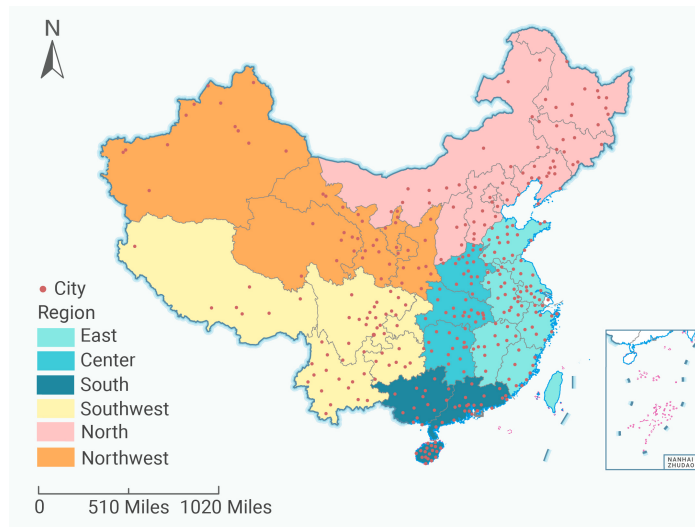 N
City
Region
East
Center
South
Southwest
North
Northwest
0 510 Miles 1020 Miles
NANHAI
ZHUDAO